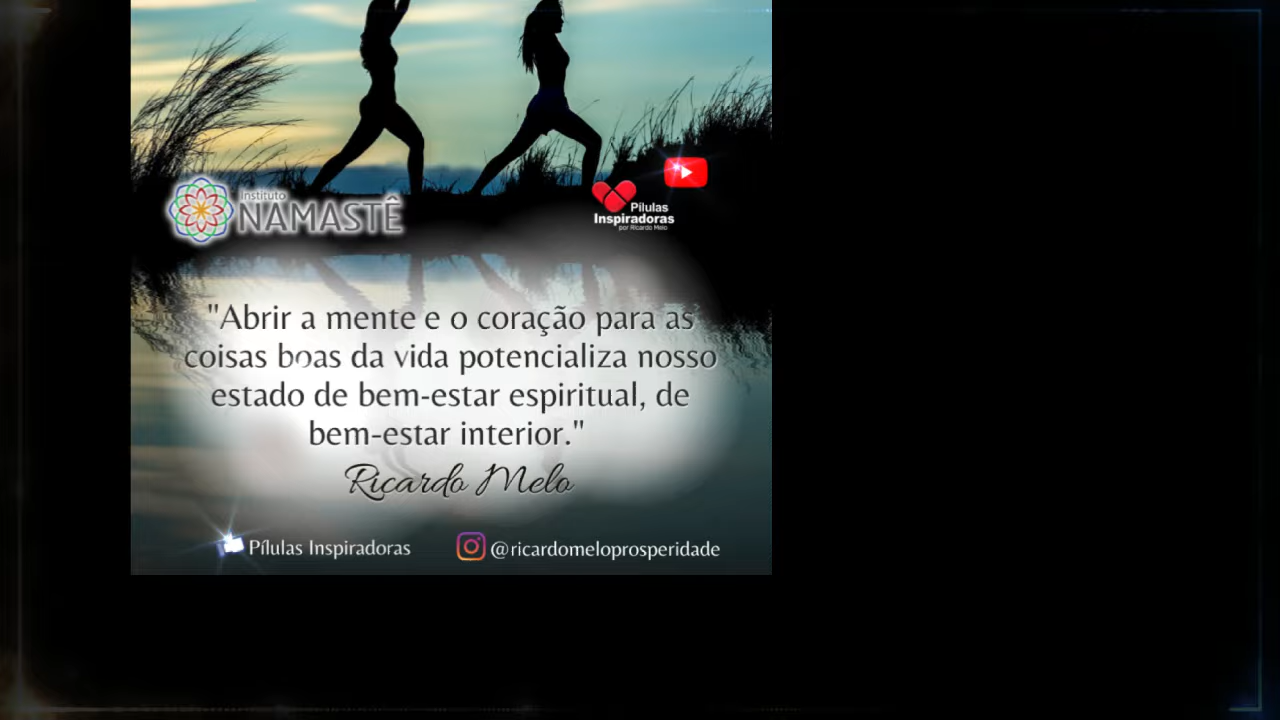 Instituto
NAMASTÊ
Pílulas
Inspiradoras
por Ricardo Melo
"Abrir a mente e o coração para as
coisas boas da vida potencializa nosso
estado de bem-estar espiritual, de
bem-estar interior."
Ricardo Melo
Pílulas Inspiradoras
@ricardomeloprosperidade